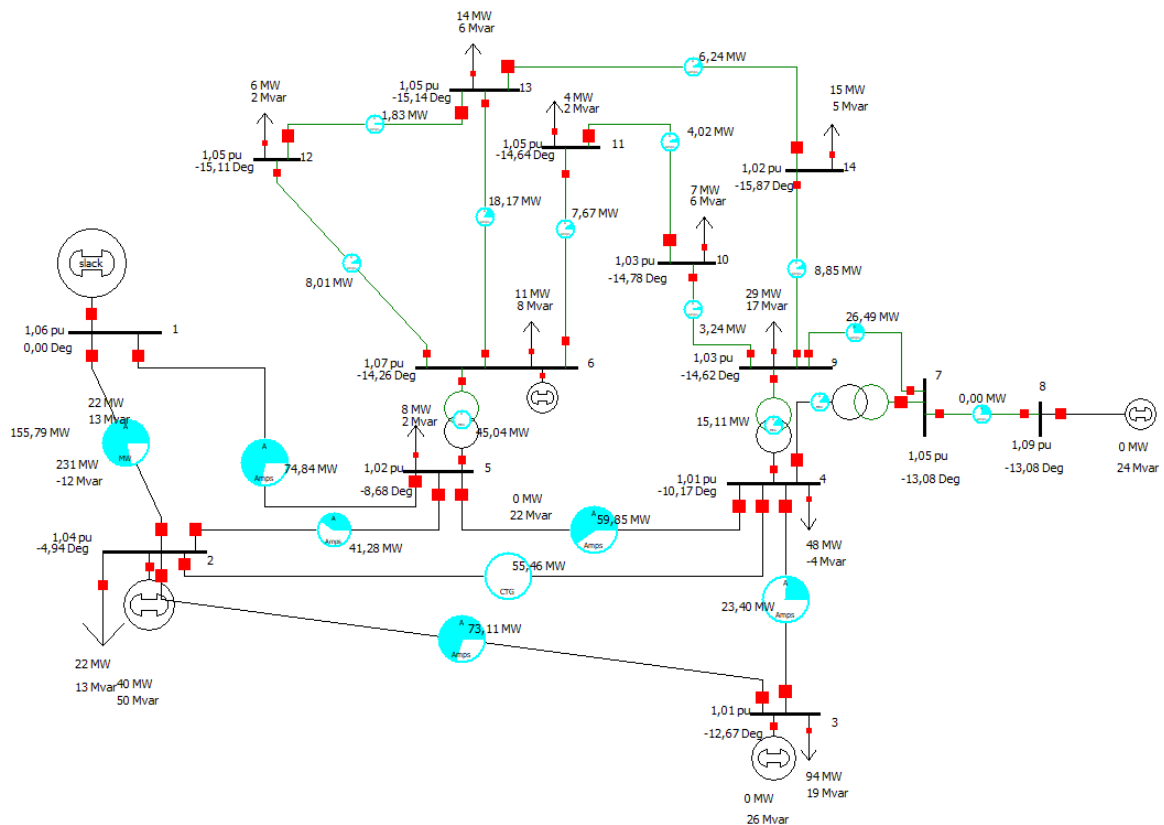 14 MW
6 Mvar
6,24 MW
1,05 pu
-15,14 Deg
13
6 MW
2 Mvar
1,83 MW
4 MW
2 Mvar
15 MW
5 Mvar
4,02 MW
1,05 pu
-14,64 Deg
11
1,05 pu
-15,11 Deg
12
1,02 pu
-15,87 Deg
14
7 MW
6 Mvar
18,17 MW
7,67 MW
slack
1,03 pu
-14,78 Deg
10
8,85 MW
8,01 MW
11 MW
8 Mvar
29 MW
17 Mvar
26,49 MW
3,24 MW
1,06 pu
0,00 Deg
1
1,07 pu
-14,26 Deg
6
1,03 pu
-14,62 Deg
9
7
8
0,00 MW
22 MW
13 Mvar
A
MW
155,79 MW
231 MW
-12 Mvar
A
Amps
74,84 MW
8 MW
2 Mvar
45,04 MW
15,11 MW
1,09 pu
-13,08 Deg
0 MW
24 Mvar
1,05 pu
-13,08 Deg
1,02 pu
-8,68 Deg
5
1,01 pu
-10,17 Deg
4
0 MW
22 Mvar
A
Amps
59,85 MW
A
Amps
41,28 MW
48 MW
-4 Mvar
1,04 pu
-4,94 Deg
2
55,46 MW
CTG
A
Amps
23,40 MW
A
Amps
73,11 MW
22 MW
13 Mvar
40 MW
50 Mvar
1,01 pu
-12,67 Deg
3
94 MW
19 Mvar
0 MW
26 Mvar